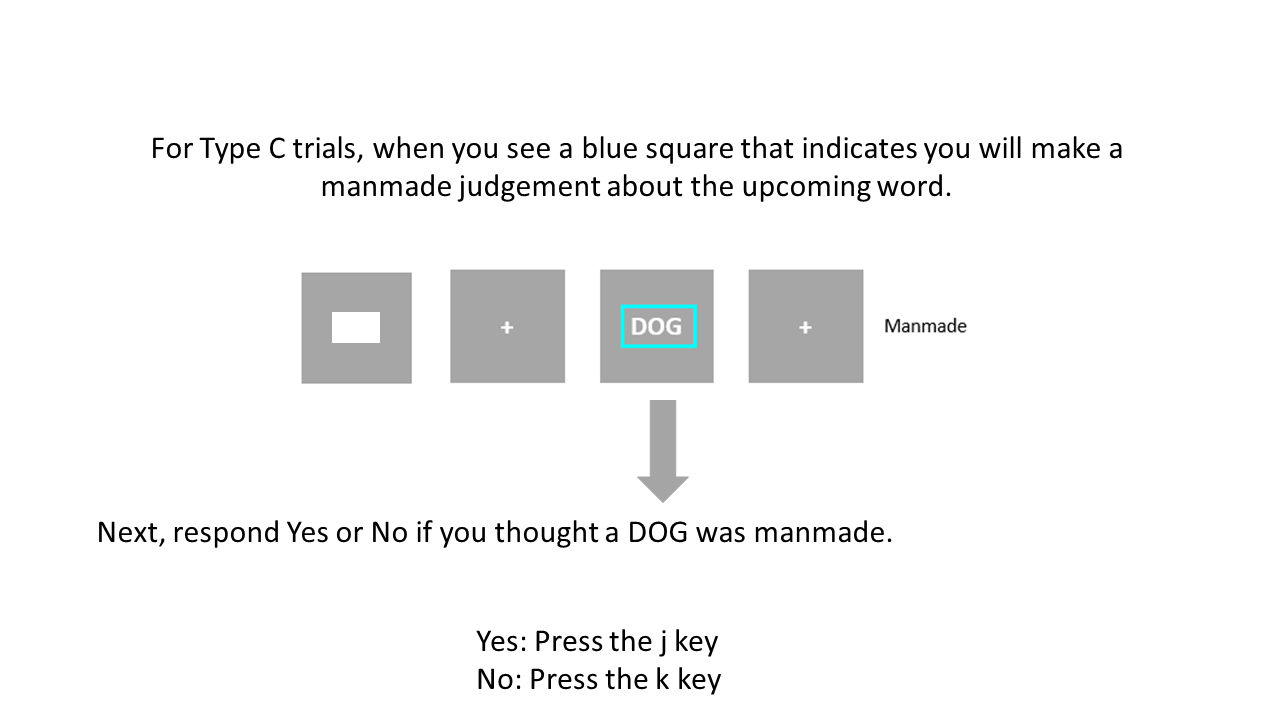 For Type C trials, when you see a blue square that indicates you will make a
manmade judgement about the upcoming word.
+ DOG + Manmade
Next, respond Yes or No if you thought a DOG was manmade.
Yes: Press the j key
No: Press the k key